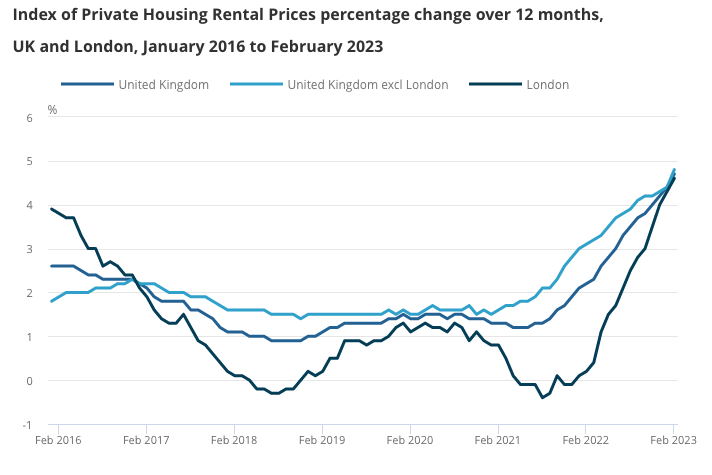 Index of Private Housing Rental Prices percentage change over 12 months,
UK and London, January 2016 to February 2023
United Kingdom United Kingdom excl London London
%
6
5
4
3
2
1
0
-1
Feb 2016 Feb 2017 Feb 2018 Feb 2019 Feb 2020 Feb 2021 Feb 2022 Feb 2023